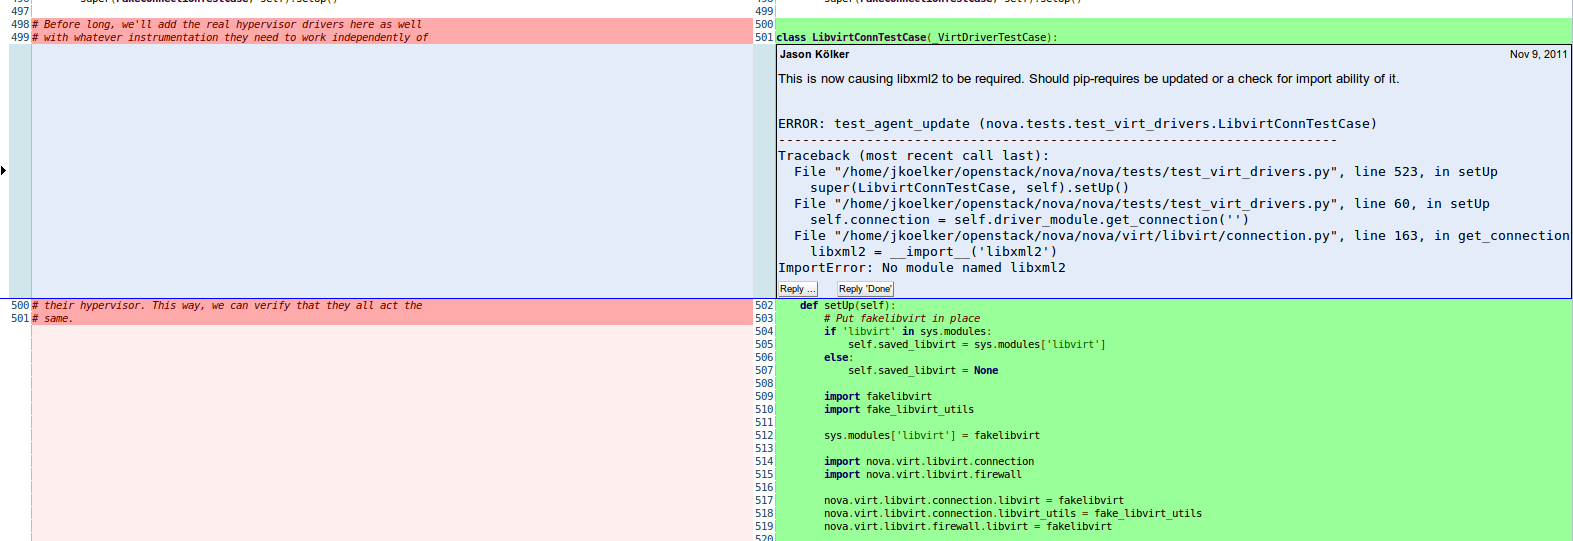 497
498 # Before long, we'll add the real hypervisor drivers here as well
499 # with whatever instrumentation they need to work independently of
500 # their hypervisor. This way, we can verify that they all act the
501 # same.
499
500
501 class LibvirtConnTestCase(_VirtDriverTestCase):
Jason Kölker Nov 9, 2011
This is now causing libxml2 to be required. Should pip-requires be updated or a check for import ability of it.
ERROR: test_agent_update (nova.tests.test_virt_drivers.LibvirtConnTestCase)
----------------------------------------------------------------------
Traceback (most recent call last):
File "/home/jkoelker/openstack/nova/nova/tests/test_virt_drivers.py", line 523, in setUp
super(LibvirtConnTestCase, self).setUp()
File "/home/jkoelker/openstack/nova/nova/tests/test_virt_drivers.py", line 60, in setUp
self.connection = self.driver_module.get_connection('')
File "/home/jkoelker/openstack/nova/nova/virt/libvirt/connection.py", line 163, in get_connection
libxml2 = __import__('libxml2')
ImportError: No module named libxml2
Reply ... Reply 'Done'
502 def setUp(self):
503 # Put fakelibvirt in place
504 if 'libvirt' in sys.modules:
505 self.saved_libvirt = sys.modules['libvirt']
506 else:
507 self.saved_libvirt = None
508
509 import fakelibvirt
510 import fake_libvirt_utils
511
512 sys.modules['libvirt'] = fakelibvirt
513
514 import nova.virt.libvirt.connection
515 import nova.virt.libvirt.firewall
516
517 nova.virt.libvirt.connection.libvirt = fakelibvirt
518 nova.virt.libvirt.connection.libvirt_utils = fake_libvirt_utils
519 nova.virt.libvirt.firewall.libvirt = fakelibvirt
520